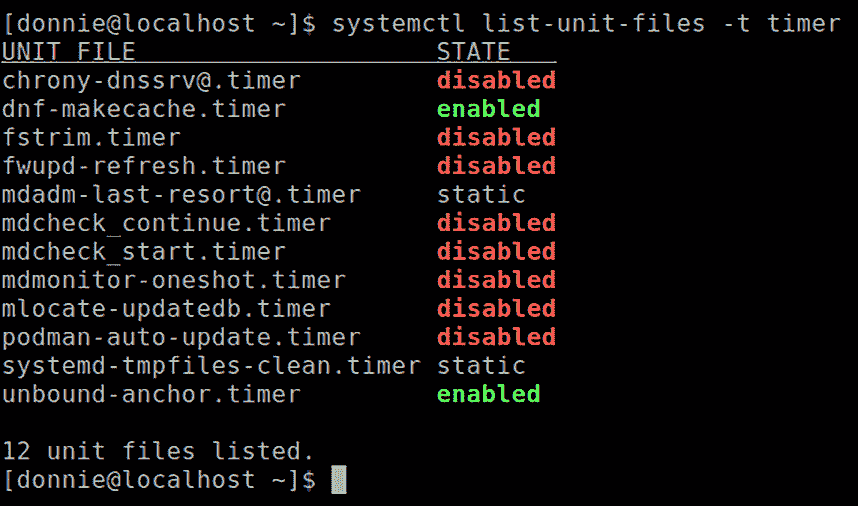 [donnie@localhost ~]$ systemctl list-unit-files -t timer
UNIT FILE                    STATE
chrony-dnssrv@.timer         disabled
dnf-makecache.timer          enabled
fstrim.timer                 disabled
fwupd-refresh.timer          disabled
mdadm-last-resort@.timer     static
mdcheck_continue.timer       disabled
mdcheck_start.timer          disabled
mdmonitor-oneshot.timer      disabled
mlocate-updatedb.timer       disabled
podman-auto-update.timer     disabled
systemd-tmpfiles-clean.timer static
unbound-anchor.timer         enabled

12 unit files listed.
[donnie@localhost ~]$